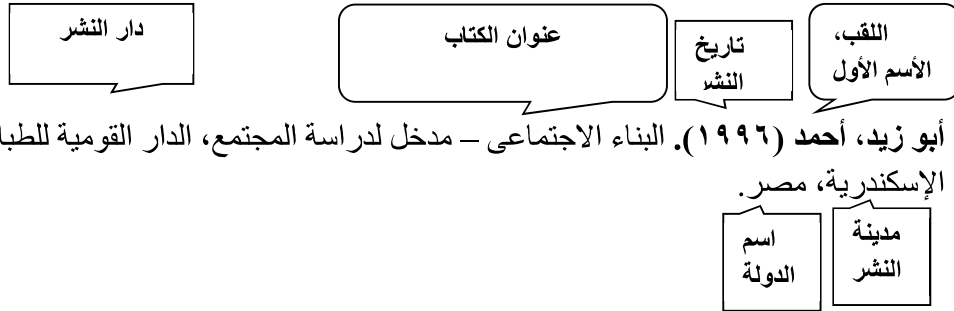 اللقب،
الأسم الأول
تاريخ
النشر
عنوان الكتاب
دار النشر
أبو زيد، أحمد (١٩٩٦). البناء الاجتماعى – مدخل لدراسة المجتمع، الدار القومية للطبا
الإسكندرية، مصر.
مدينة
النشر
اسم
الدولة